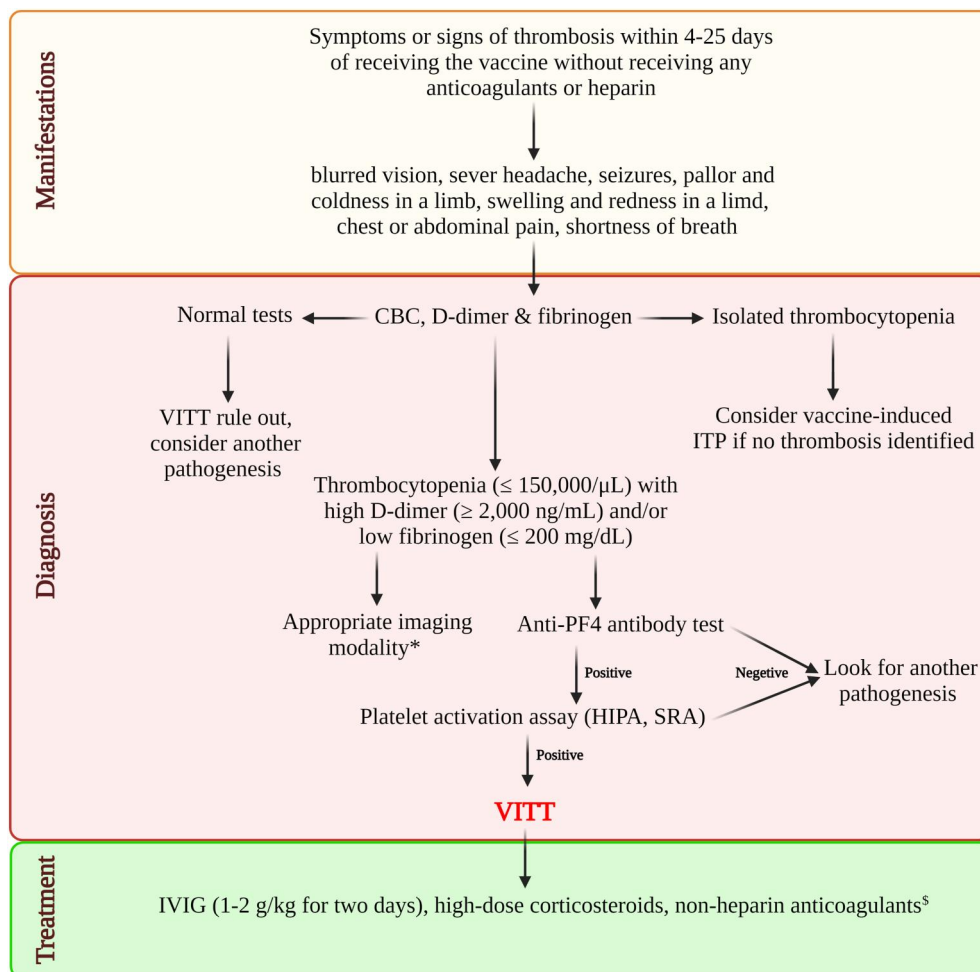 Manifestations
Symptoms or signs of thrombosis within 4-25 days
of receiving the vaccine without receiving any
anticoagulants or heparin
blurred vision, sever headache, seizures, pallor and
coldness in a limb, swelling and redness in a limd,
chest or abdominal pain, shortness of breath
Diagnosis
Normal tests
CBC, D-dimer & fibrinogen
Isolated thrombocytopenia
VITT rule out,
consider another
pathogenesis
Consider vaccine-induced
ITP if no thrombosis identified
Thrombocytopenia (≤ 150,000/μL) with
high D-dimer (≥ 2,000 ng/mL) and/or
low fibrinogen (≤ 200 mg/dL)
Appropriate imaging
modality*
Anti-PF4 antibody test
Positive
Negetive
Look for another
pathogenesis
Platelet activation assay (HIPA, SRA)
Positive
VITT
Treatment
IVIG (1-2 g/kg for two days), high-dose corticosteroids, non-heparin anticoagulants$